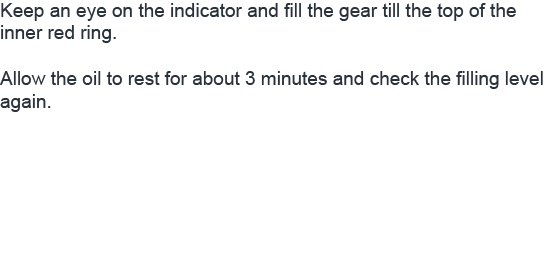 Keep an eye on the indicator and fill the gear till the top of the
inner red ring.
Allow the oil to rest for about 3 minutes and check the filling level
again.